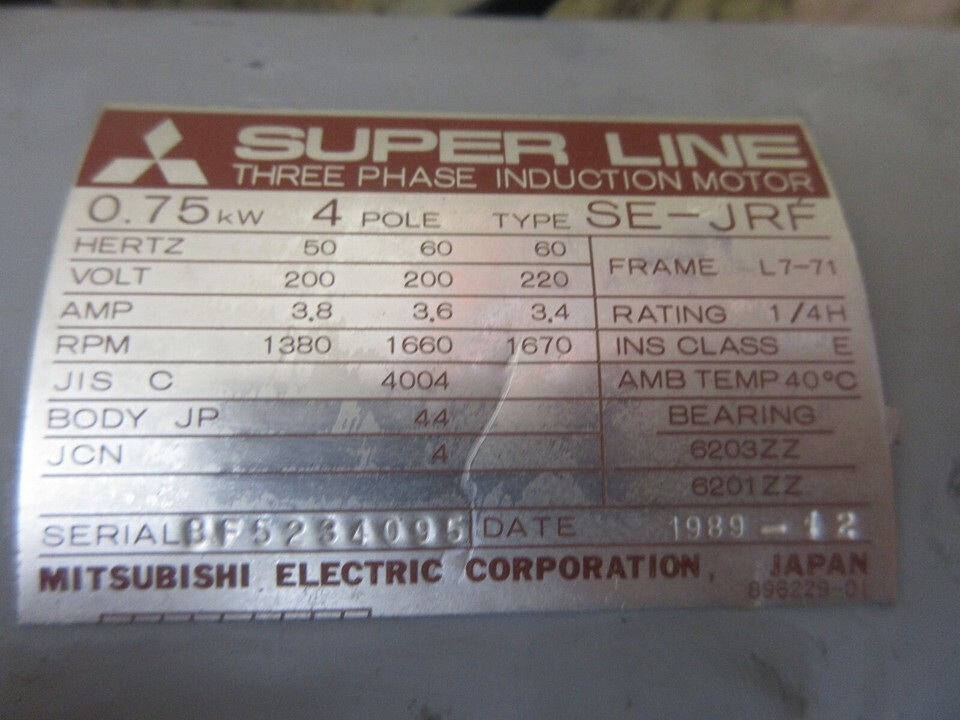 SUPER LINE
THREE PHASE INDUCTION MOTOR
0.75 kW 4 POLE TYPE SE-JRF
HERTZ 50 60 60
FRAME L7-71
VOLT 200 200 220
AMP 3.8 3.6 3.4
RATING 1/4H
RPM 1380 1660 1670
INS CLASS E
JIS C 4004
AMB TEMP 40°C
BODY JP 44
BEARING
JCN 4
6203ZZ
6201ZZ
SERIAL BF5234095 DATE 1989-12
MITSUBISHI ELECTRIC CORPORATION, JAPAN
896229-01